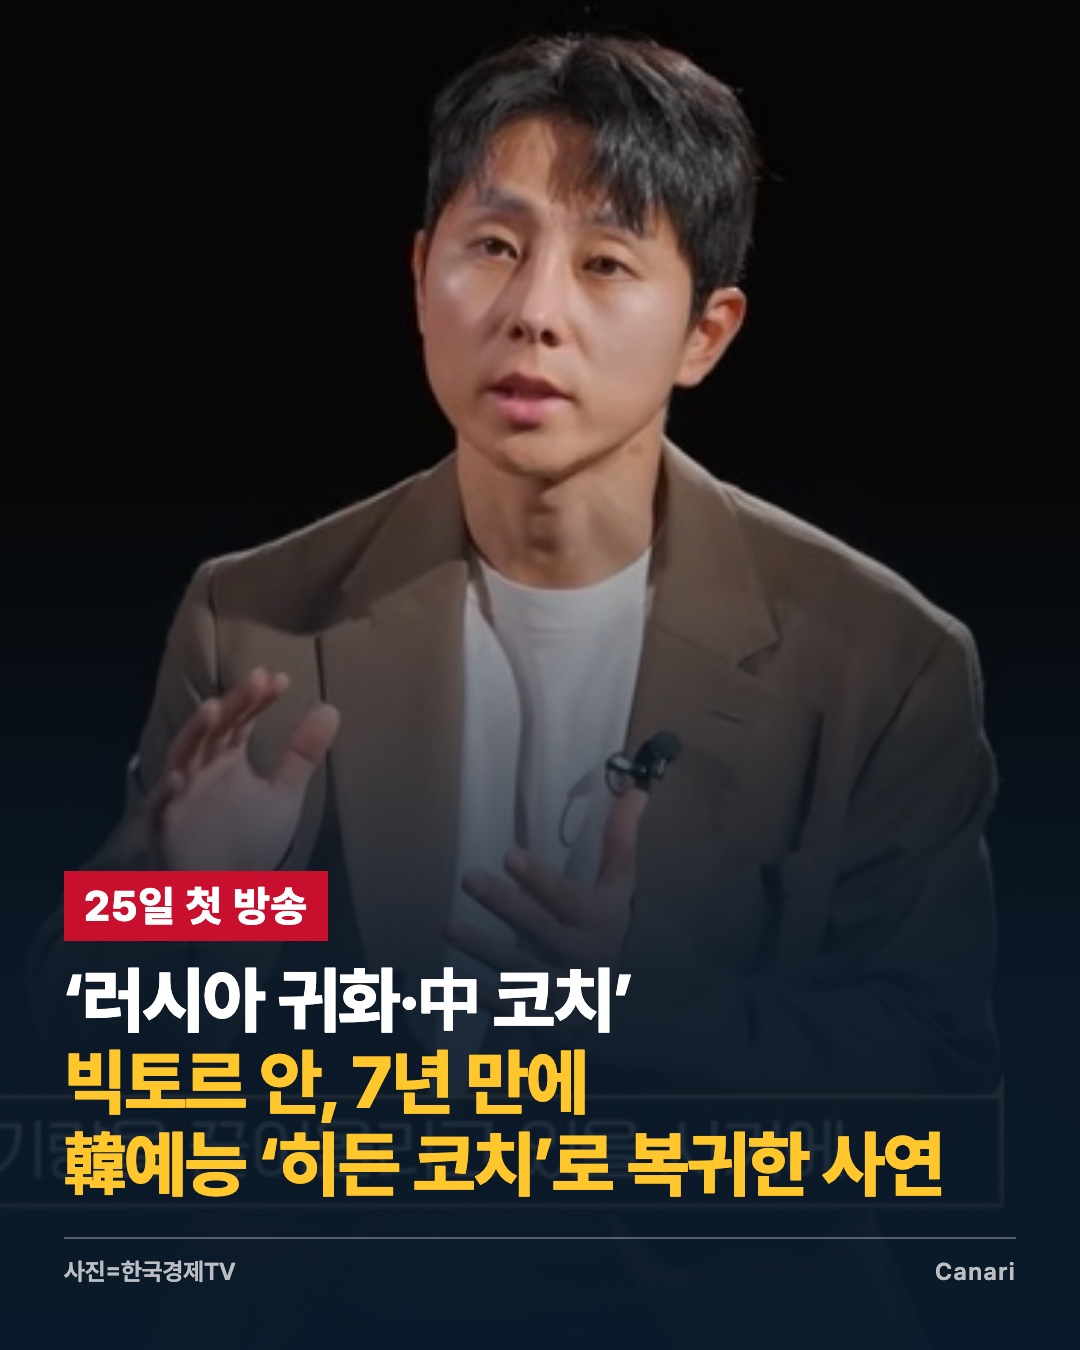 25일 첫 방송
‘러시아 귀화·中 코치’
빅토르 안, 7년 만에
韓예능 ‘히든 코치’로 복귀한 사연
사진=한국경제TV
Canari